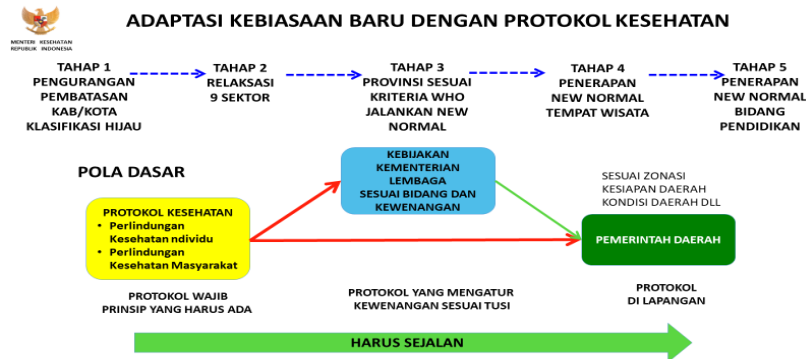 ADAPTASI KEBIASAAN BARU DENGAN PROTOKOL KESEHATAN
MENTERI KESEHATAN
REPUBLIK INDONESIA
TAHAP 1
PENGURANGAN
PEMBATASAN
KAB/KOTA
KLASIFIKASI HIJAU
TAHAP 2
RELAKSASI
9 SEKTOR
TAHAP 3
PROVINSI SESUAI
KRITERIA WHO
JALANKAN NEW
NORMAL
TAHAP 4
PENERAPAN
NEW NORMAL
TEMPAT WISATA
TAHAP 5
PENERAPAN
NEW NORMAL
BIDANG
PENDIDIKAN
POLA DASAR
KEBIJAKAN
KEMENTERIAN
LEMBAGA
SESUAI BIDANG DAN
KEWENANGAN
SESUAI ZONASI
KESIAPAN DAERAH
KONDISI DAERAH DLL
PROTOKOL KESEHATAN
• Perlindungan
Kesehatan ndividu
• Perlindungan
Kesehatan Masyarakat
PEMERINTAH DAERAH
PROTOKOL WAJIB
PRINSIP YANG HARUS ADA
PROTOKOL YANG MENGATUR
KEWENANGAN SESUAI TUSI
PROTOKOL
DI LAPANGAN
HARUS SEJALAN